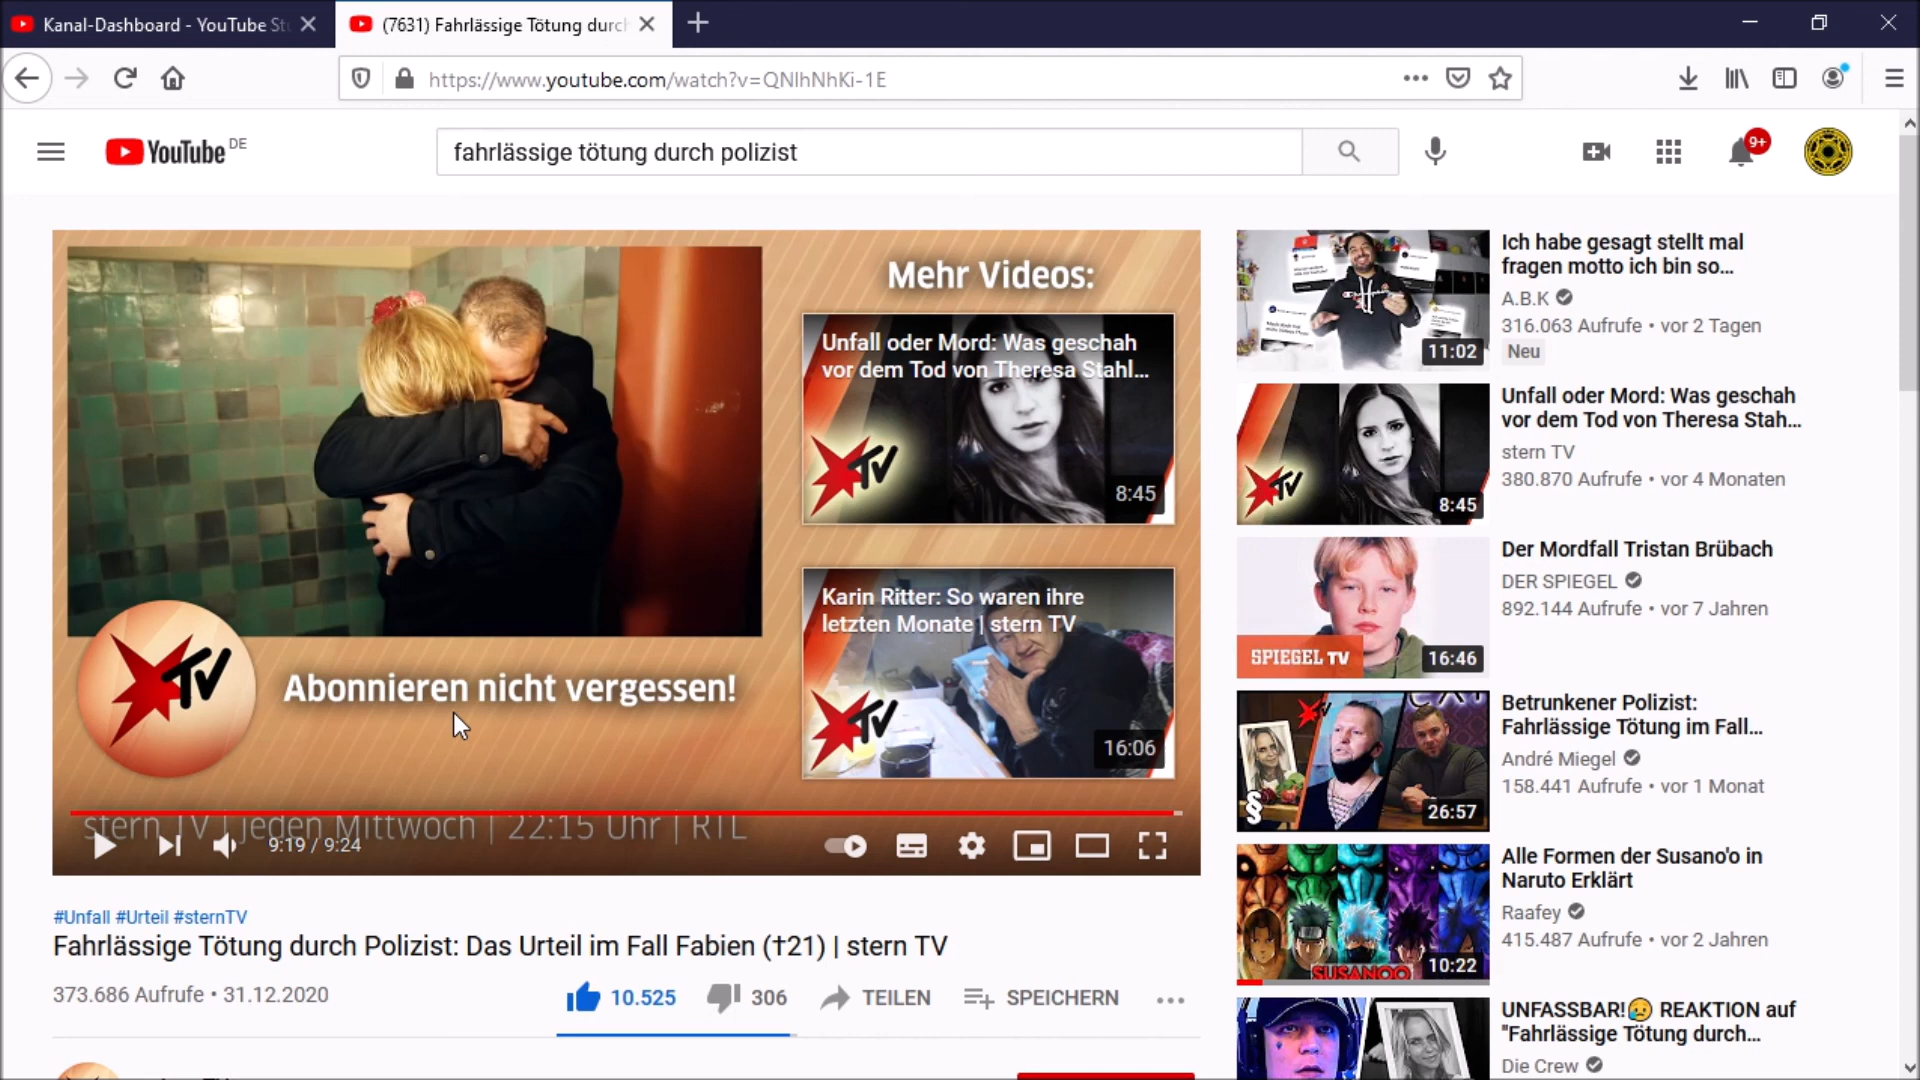 Kanal-Dashboard - YouTube St
(7631) Fahrlässige Tötung durch
https://www.youtube.com/watch?v=QNlhNhKi-1E
YouTube DE
fahrlässige tötung durch polizist
9+
Mehr Videos:
Unfall oder Mord: Was geschah
vor dem Tod von Theresa Stahl...
TV
8:45
Karin Ritter: So waren ihre
letzten Monate | stern TV
TV
16:06
TV
Abonnieren nicht vergessen!
stern TV | jeden Mittwoch | 22:15 Uhr | RTL
9:19 / 9:24
#Unfall #Urteil #sternTV
Fahrlässige Tötung durch Polizist: Das Urteil im Fall Fabien (†21) | stern TV
373.686 Aufrufe • 31.12.2020
10.525
306
TEILEN
SPEICHERN
11:02
Ich habe gesagt stellt mal
fragen motto ich bin so...
A.B.K
316.063 Aufrufe • vor 2 Tagen
Neu
TV
8:45
Unfall oder Mord: Was geschah
vor dem Tod von Theresa Stah...
stern TV
380.870 Aufrufe • vor 4 Monaten
SPIEGEL TV
16:46
Der Mordfall Tristan Brübach
DER SPIEGEL
892.144 Aufrufe • vor 7 Jahren
§
26:57
Betrunkener Polizist:
Fahrlässige Tötung im Fall...
André Miegel
158.441 Aufrufe • vor 1 Monat
SUSANOO
10:22
Alle Formen der Susano'o in
Naruto Erklärt
Raafey
415.487 Aufrufe • vor 2 Jahren
UNFASSBAR!😥 REAKTION auf
"Fahrlässige Tötung durch...
Die Crew